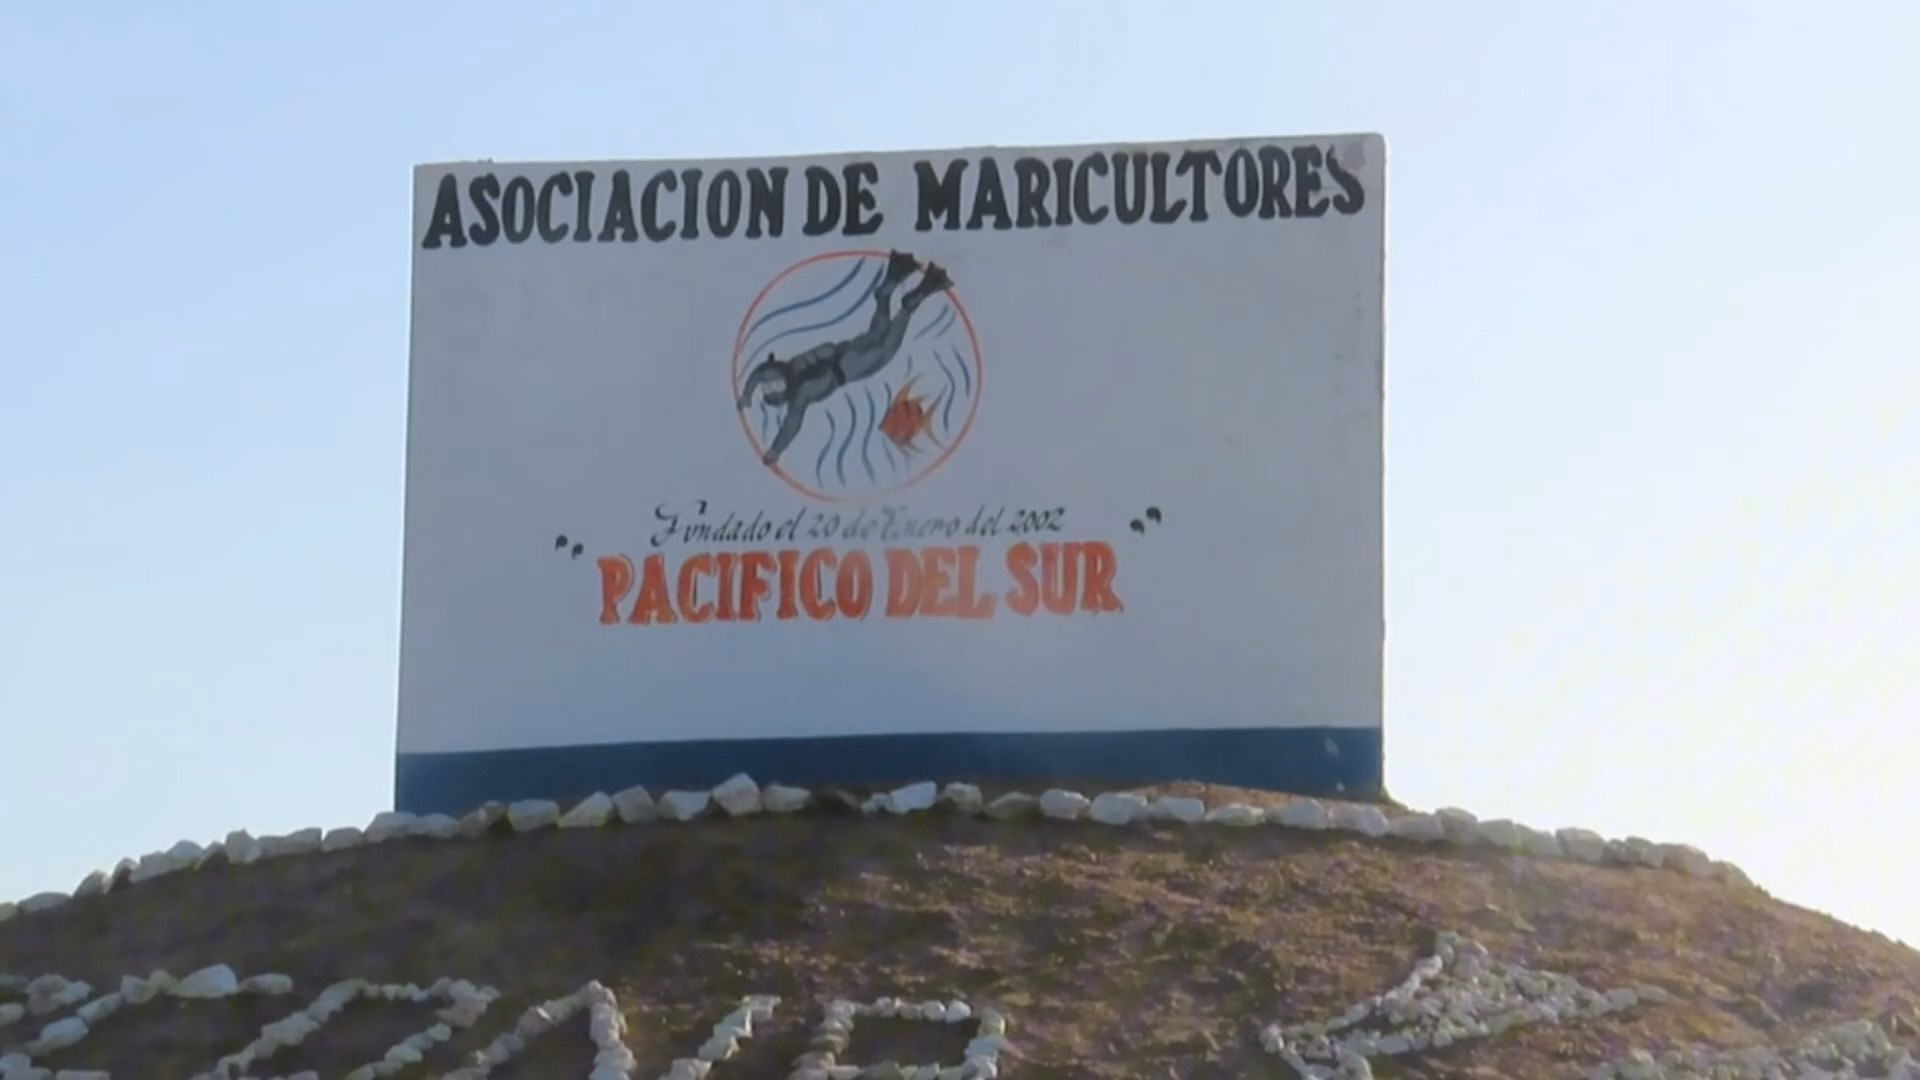 ASOCIACION DE MARICULTORES
Fundado el 20 de Enero del 2002
"PACIFICO DEL SUR"